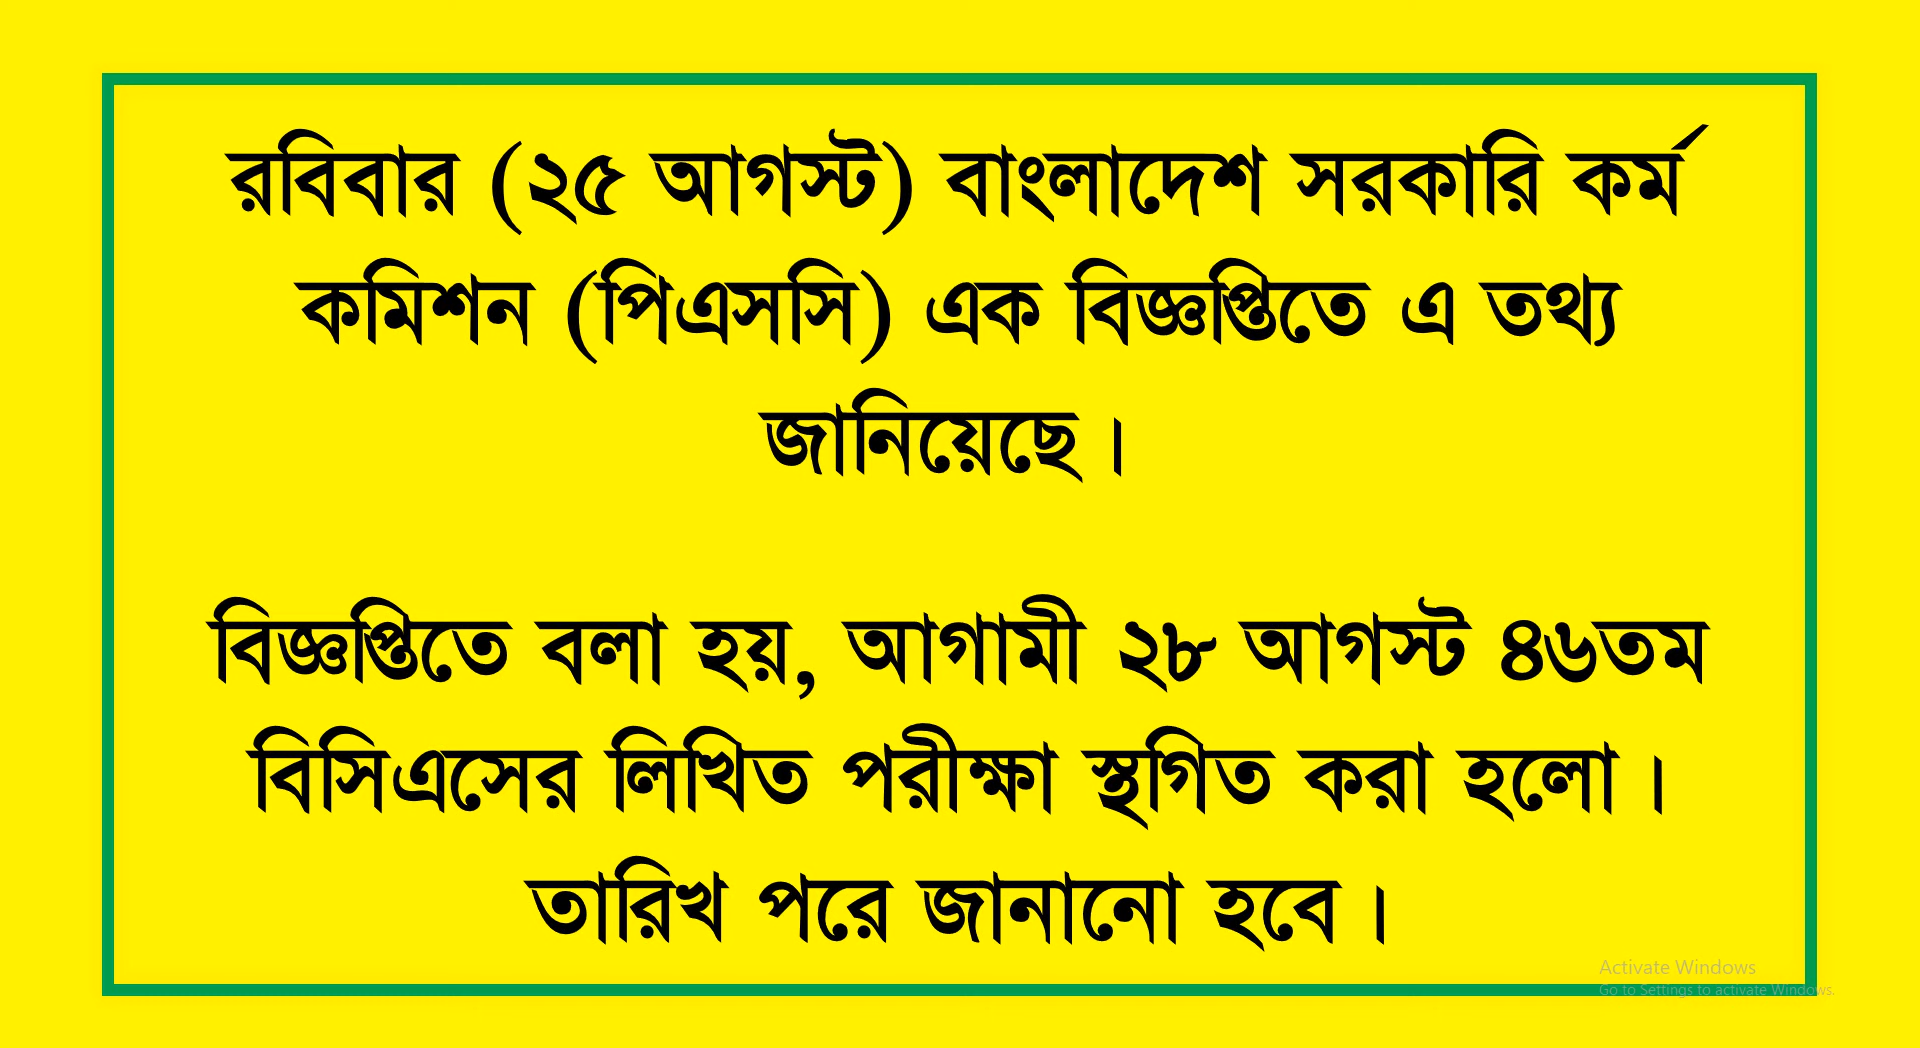 রবিবার (২৫ আগস্ট) বাংলাদেশ সরকারি কর্ম
কমিশন (পিএসসি) এক বিজ্ঞপ্তিতে এ তথ্য
জানিয়েছে।
বিজ্ঞপ্তিতে বলা হয়, আগামী ২৮ আগস্ট ৪৬তম
বিসিএসের লিখিত পরীক্ষা স্থগিত করা হলো।
তারিখ পরে জানানো হবে।
Activate Windows
Go to Settings to activate Windows.